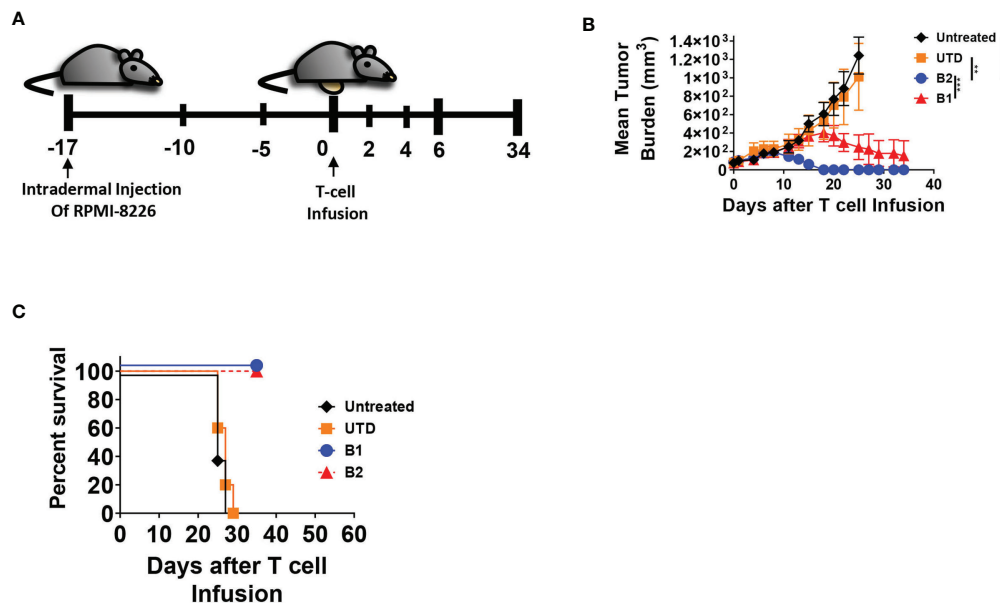 A
-17
-10
-5
0
2
4
6
34
Intradermal Injection
Of RPMI-8226
T-cell
Infusion
B
Mean Tumor
Burden (mm³)
1.4×10³
1.2×10³
1.0×10³
8×10²
6×10²
4×10²
2×10²
0
0
10
20
30
40
Days after T cell Infusion
Untreated
UTD
B2
B1
**
****
C
Percent survival
100
80
60
40
20
0
0
10
20
30
40
50
60
Days after T cell
Infusion
Untreated
UTD
B1
B2